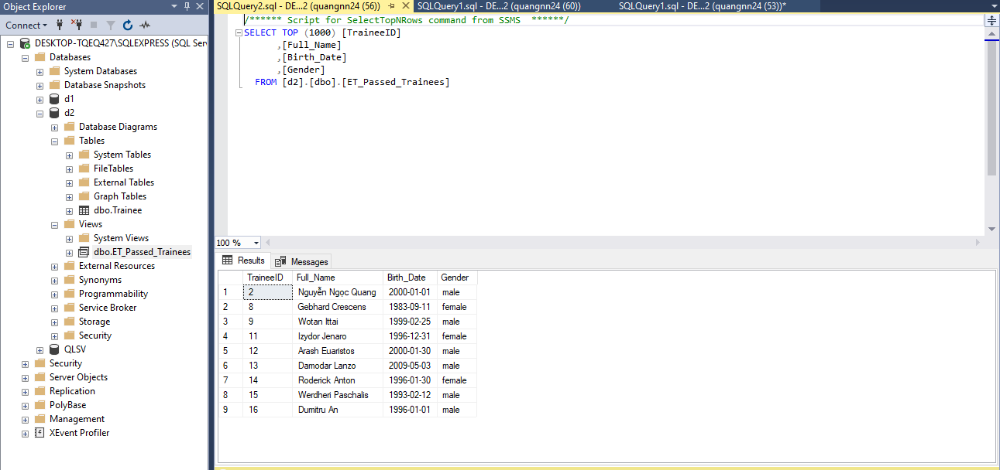 Object Explorer
Connect
DESKTOP-TQEQ427\SQLEXPRESS (SQL Ser
Databases
System Databases
Database Snapshots
d1
d2
Database Diagrams
Tables
System Tables
FileTables
External Tables
Graph Tables
dbo.Trainee
Views
System Views
dbo.ET_Passed_Trainees
External Resources
Synonyms
Programmability
Service Broker
Storage
Security
QLSV
Security
Server Objects
Replication
PolyBase
Management
XEvent Profiler
SQLQuery2.sql - DE...2 (quangnn24 (56)) SQLQuery1.sql - DE...2 (quangnn24 (60)) SQLQuery1.sql - DE...2 (quangnn24 (53))*
/****** Script for SelectTopNRows command from SSMS ******/
SELECT TOP (1000) [TraineeID]
,[Full_Name]
,[Birth_Date]
,[Gender]
FROM [d2].[dbo].[ET_Passed_Trainees]
100 %
Results Messages
TraineeID Full_Name Birth_Date Gender
1 2 Nguyễn Ngọc Quang 2000-01-01 male
2 8 Gebhard Crescens 1983-09-11 female
3 9 Wotan Ittai 1999-02-25 male
4 11 Izydor Jenaro 1996-12-31 female
5 12 Arash Euaristos 2000-01-30 male
6 13 Damodar Lanzo 2009-05-03 male
7 14 Roderick Anton 1996-01-30 female
8 15 Werdheri Paschalis 1993-02-12 male
9 16 Dumitru An 1996-01-01 male